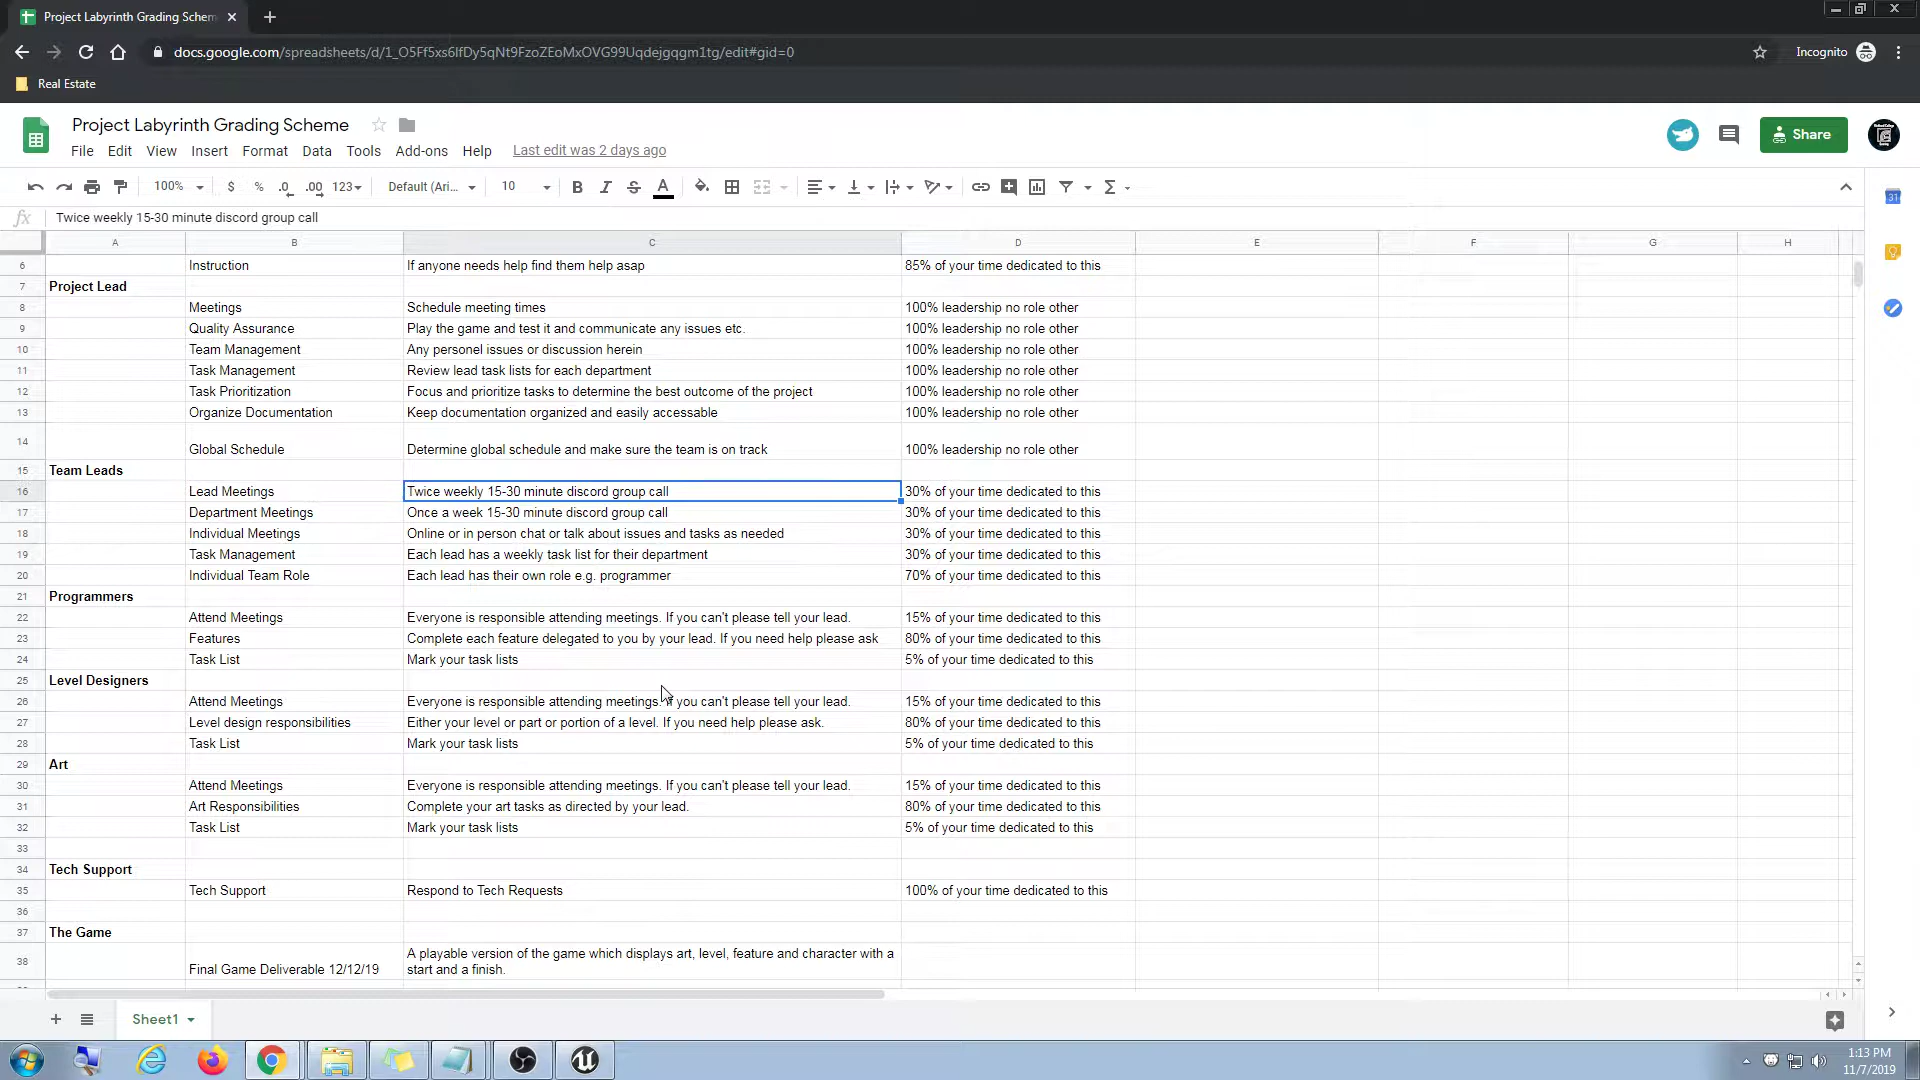 Project Labyrinth Grading Schem
docs.google.com/spreadsheets/d/1_O5Ff5xs6lfDy5qNt9FzoZEoMxOVG99Uqdejgqgm1tg/edit#gid=0
Incognito
Real Estate
Project Labyrinth Grading Scheme
File Edit View Insert Format Data Tools Add-ons Help Last edit was 2 days ago
Share
100% $ % .0 .00 123 Default (Ari... 10 B I S A Σ
fx Twice weekly 15-30 minute discord group call
31
A B C D E F G H
6 Instruction If anyone needs help find them help asap 85% of your time dedicated to this
7 Project Lead
8 Meetings Schedule meeting times 100% leadership no role other
9 Quality Assurance Play the game and test it and communicate any issues etc. 100% leadership no role other
10 Team Management Any personel issues or discussion herein 100% leadership no role other
11 Task Management Review lead task lists for each department 100% leadership no role other
12 Task Prioritization Focus and prioritize tasks to determine the best outcome of the project 100% leadership no role other
13 Organize Documentation Keep documentation organized and easily accessable 100% leadership no role other
14 Global Schedule Determine global schedule and make sure the team is on track 100% leadership no role other
15 Team Leads
16 Lead Meetings Twice weekly 15-30 minute discord group call 30% of your time dedicated to this
17 Department Meetings Once a week 15-30 minute discord group call 30% of your time dedicated to this
18 Individual Meetings Online or in person chat or talk about issues and tasks as needed 30% of your time dedicated to this
19 Task Management Each lead has a weekly task list for their department 30% of your time dedicated to this
20 Individual Team Role Each lead has their own role e.g. programmer 70% of your time dedicated to this
21 Programmers
22 Attend Meetings Everyone is responsible attending meetings. If you can't please tell your lead. 15% of your time dedicated to this
23 Features Complete each feature delegated to you by your lead. If you need help please ask 80% of your time dedicated to this
24 Task List Mark your task lists 5% of your time dedicated to this
25 Level Designers
26 Attend Meetings Everyone is responsible attending meetings. If you can't please tell your lead. 15% of your time dedicated to this
27 Level design responsibilities Either your level or part or portion of a level. If you need help please ask. 80% of your time dedicated to this
28 Task List Mark your task lists 5% of your time dedicated to this
29 Art
30 Attend Meetings Everyone is responsible attending meetings. If you can't please tell your lead. 15% of your time dedicated to this
31 Art Responsibilities Complete your art tasks as directed by your lead. 80% of your time dedicated to this
32 Task List Mark your task lists 5% of your time dedicated to this
33
34 Tech Support
35 Tech Support Respond to Tech Requests 100% of your time dedicated to this
36
37 The Game
38 Final Game Deliverable 12/12/19 A playable version of the game which displays art, level, feature and character with a
start and a finish.
Sheet1
1:13 PM
11/7/2019